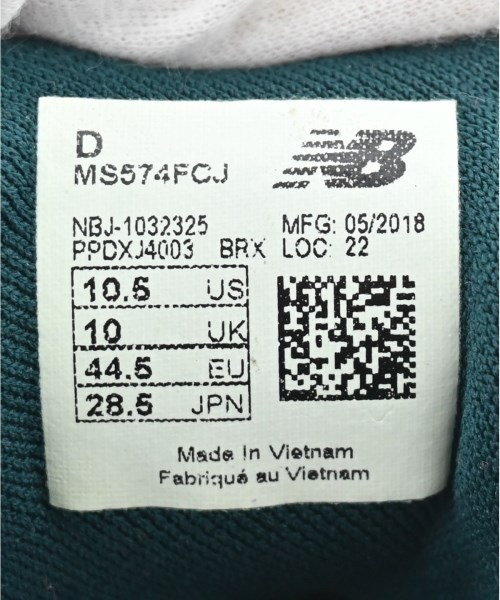 D
MS574FCJ
NB
NBJ-1032325 MFG: 05/2018
PPDXJ4003 BRX LOC: 22
10.5 US
10 UK
44.5 EU
28.5 JPN
Made In Vietnam
Fabriqué au Vietnam